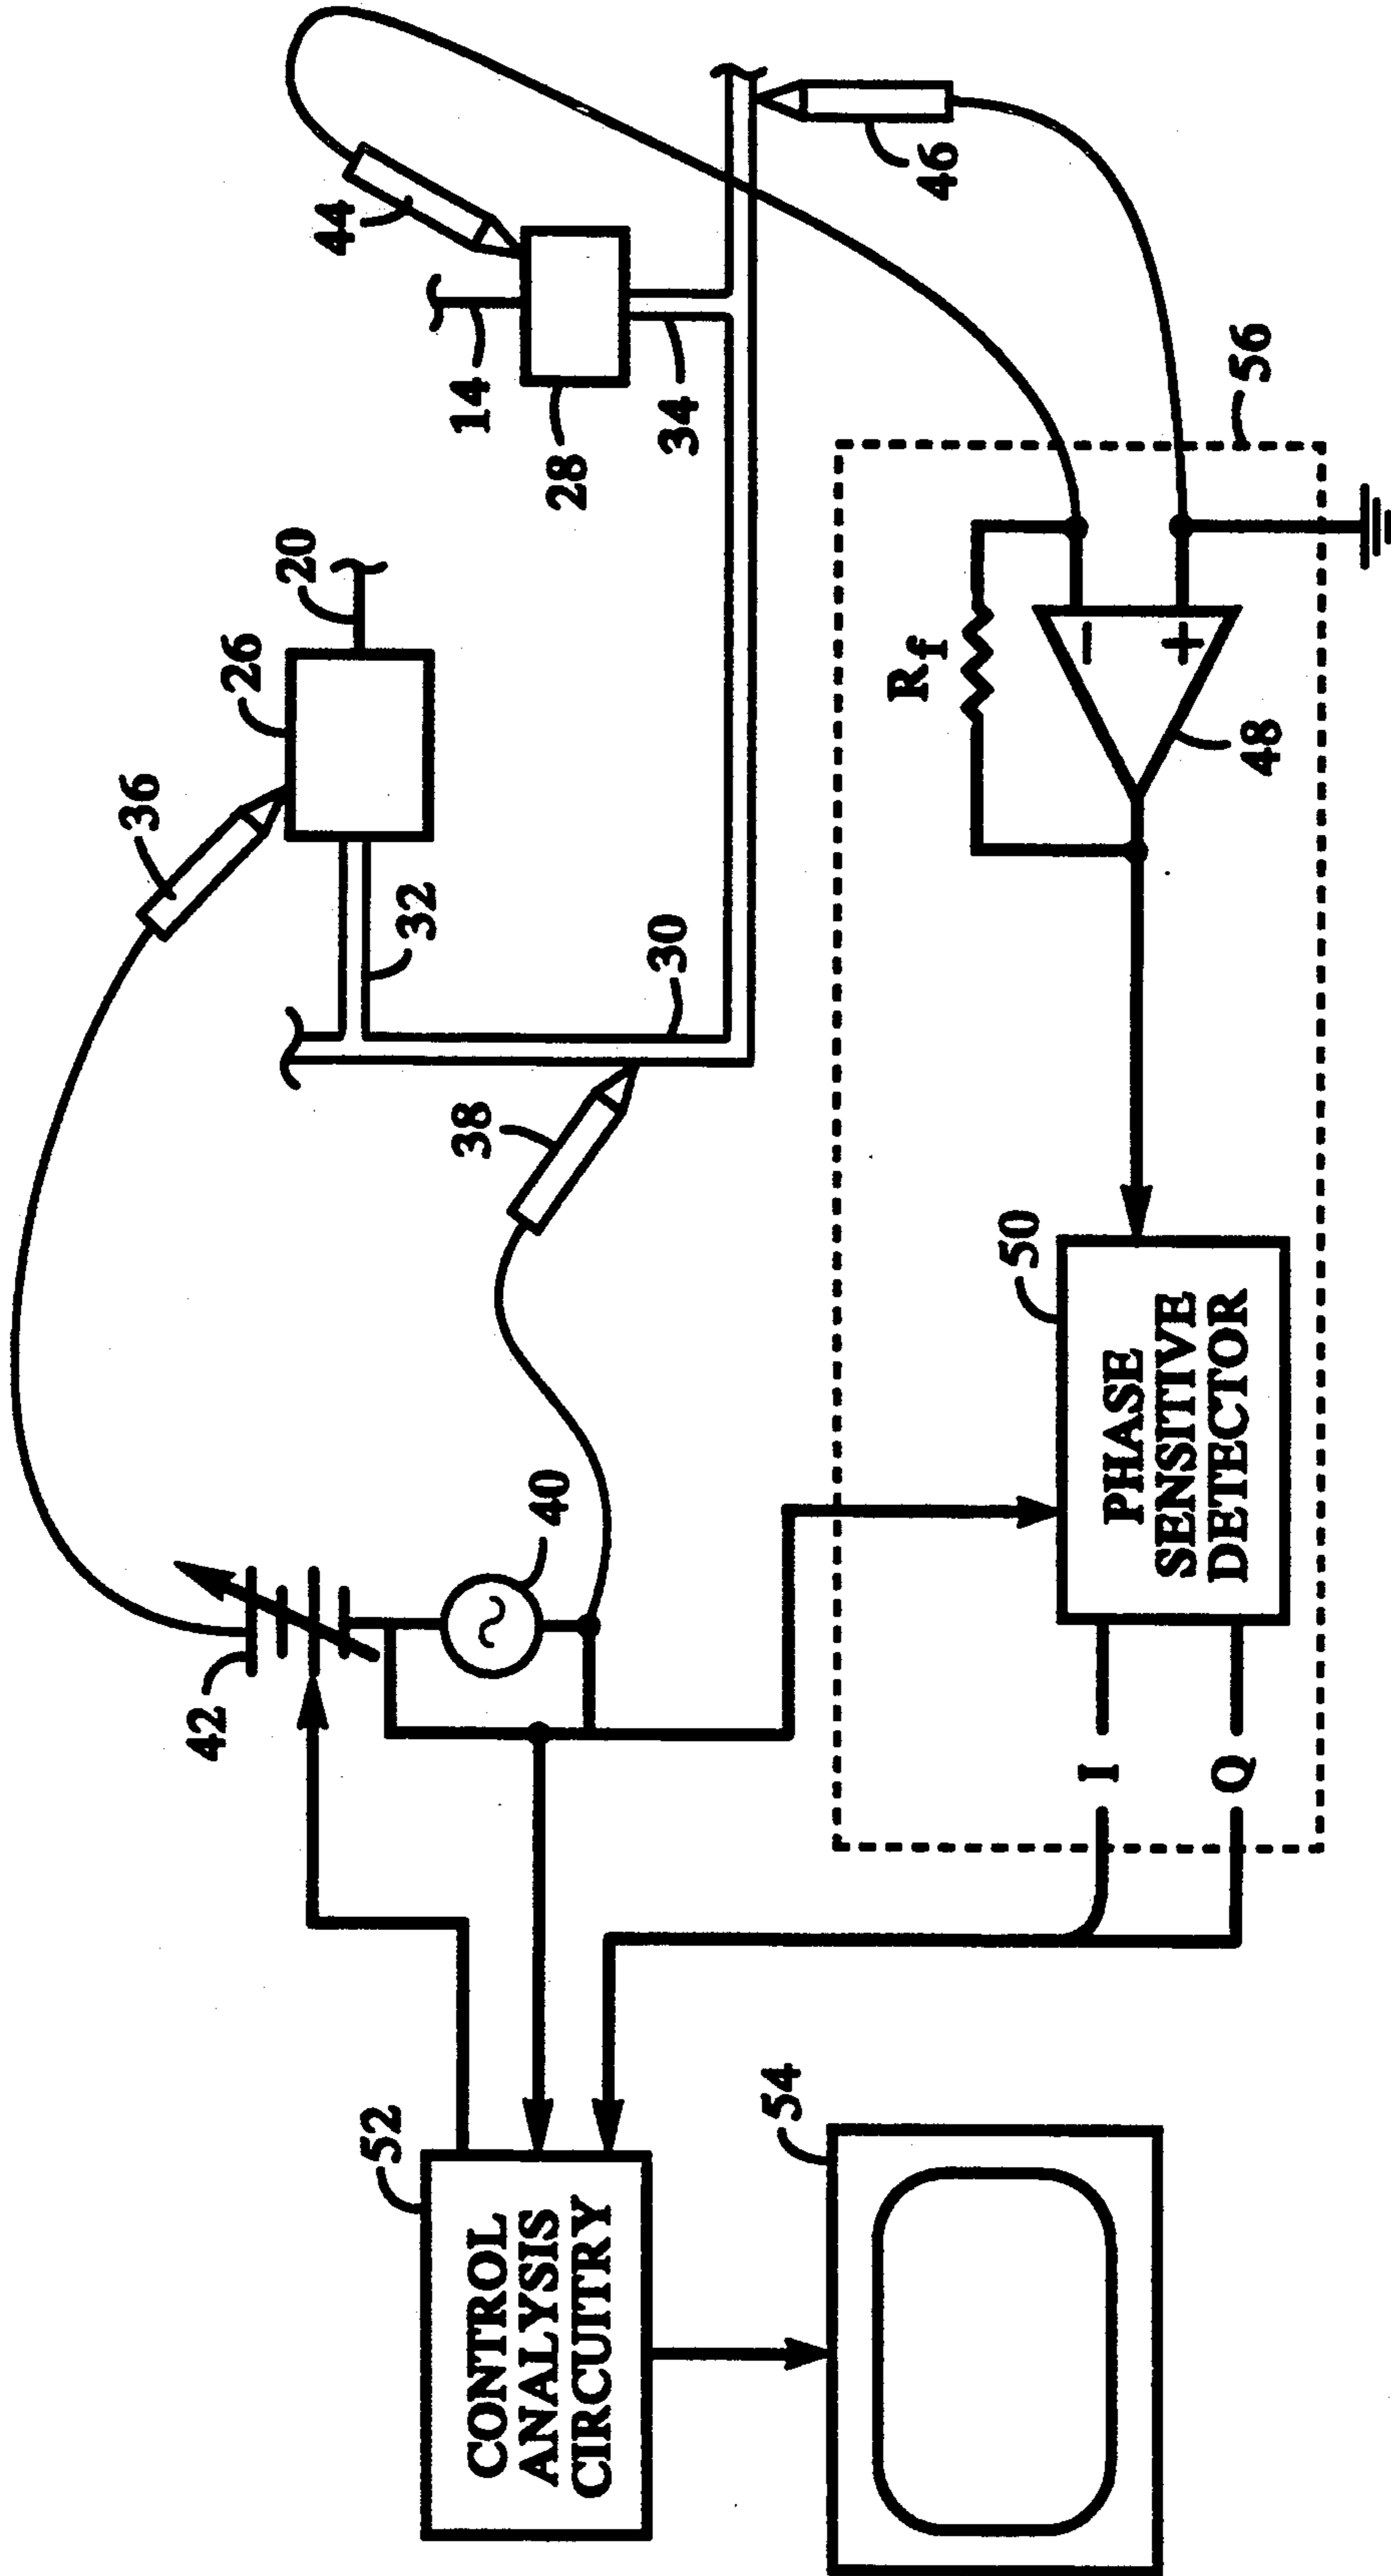 CONTROL
ANALYSIS
CIRCUITRY
52
54
42
40
36
38
26
20
32
30
14
28
34
44
46
56
PHASE
SENSITIVE
DETECTOR
50
I
Q
Rf
−
+
48